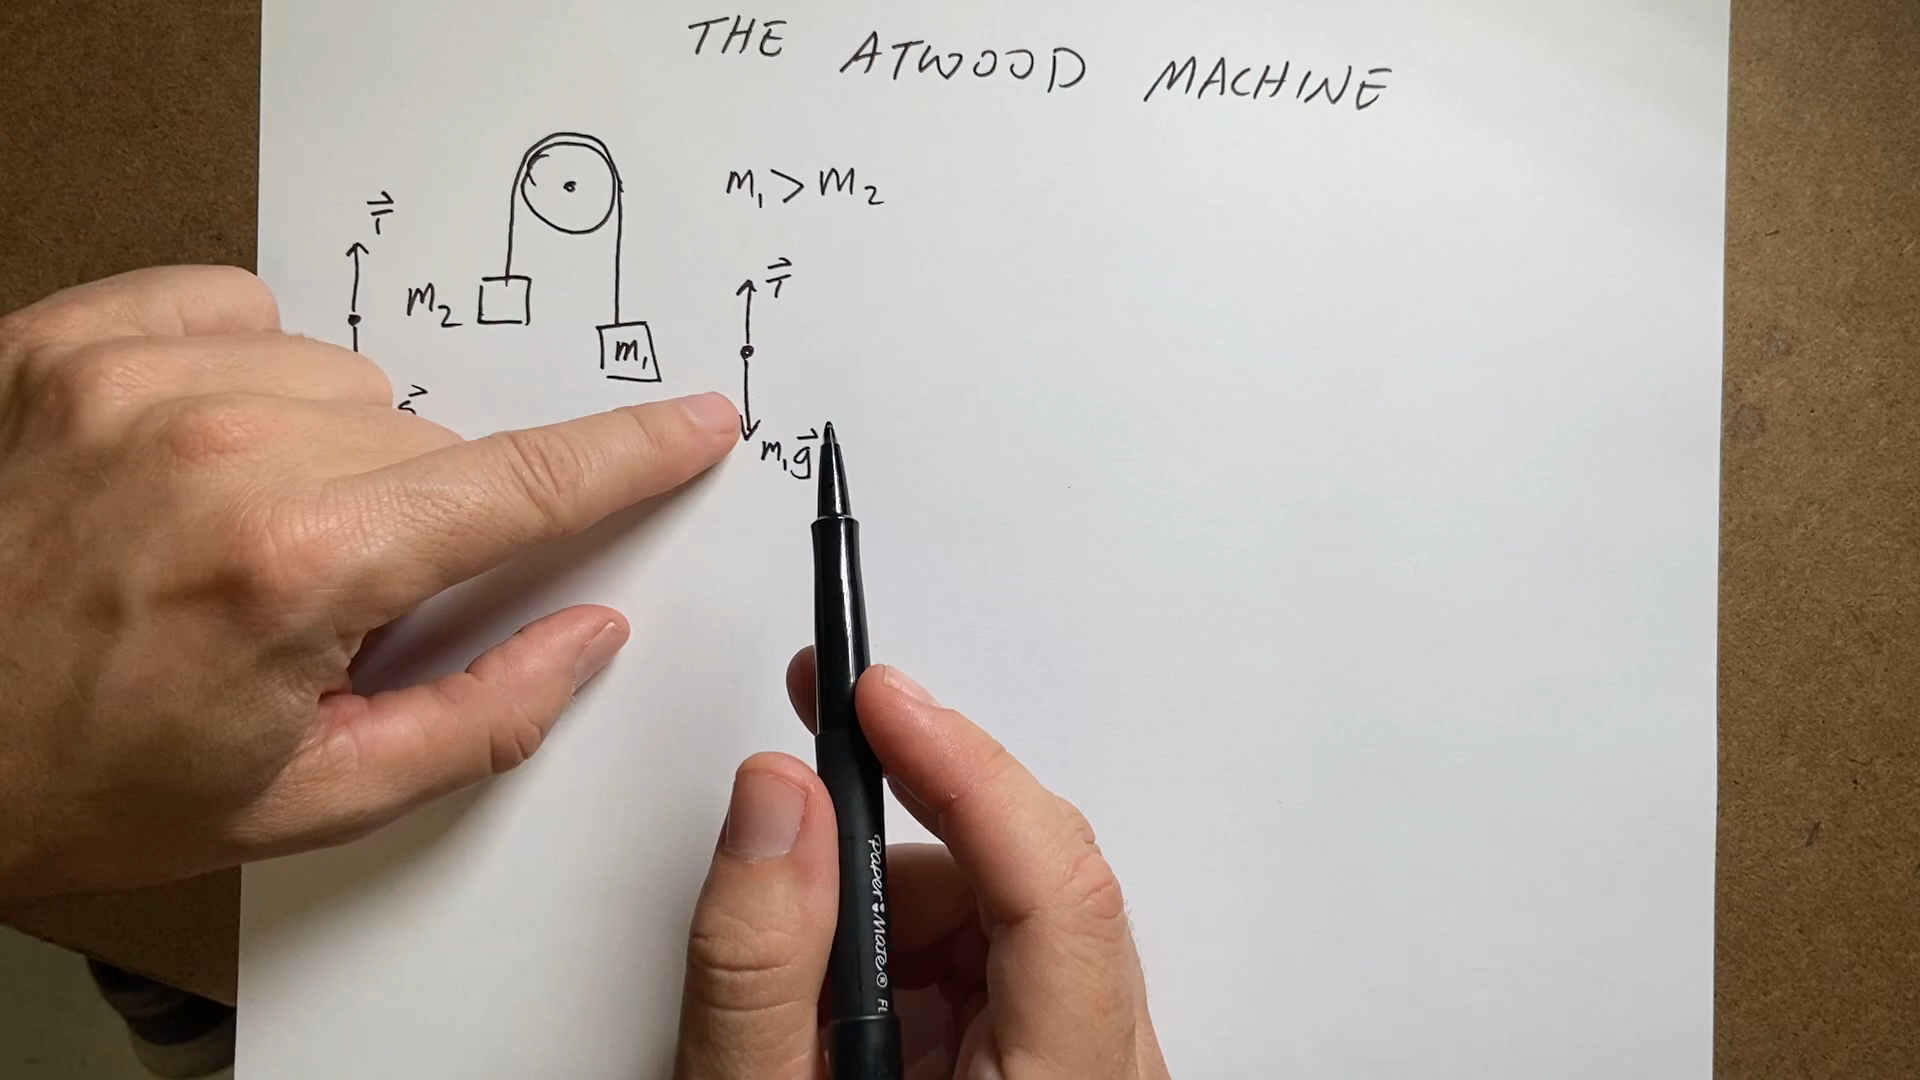 THE ATWOOD MACHINE
m₁ > m₂
T⃗
m₂
m₁
T⃗
m₁g⃗
PAPER:MATE® FL